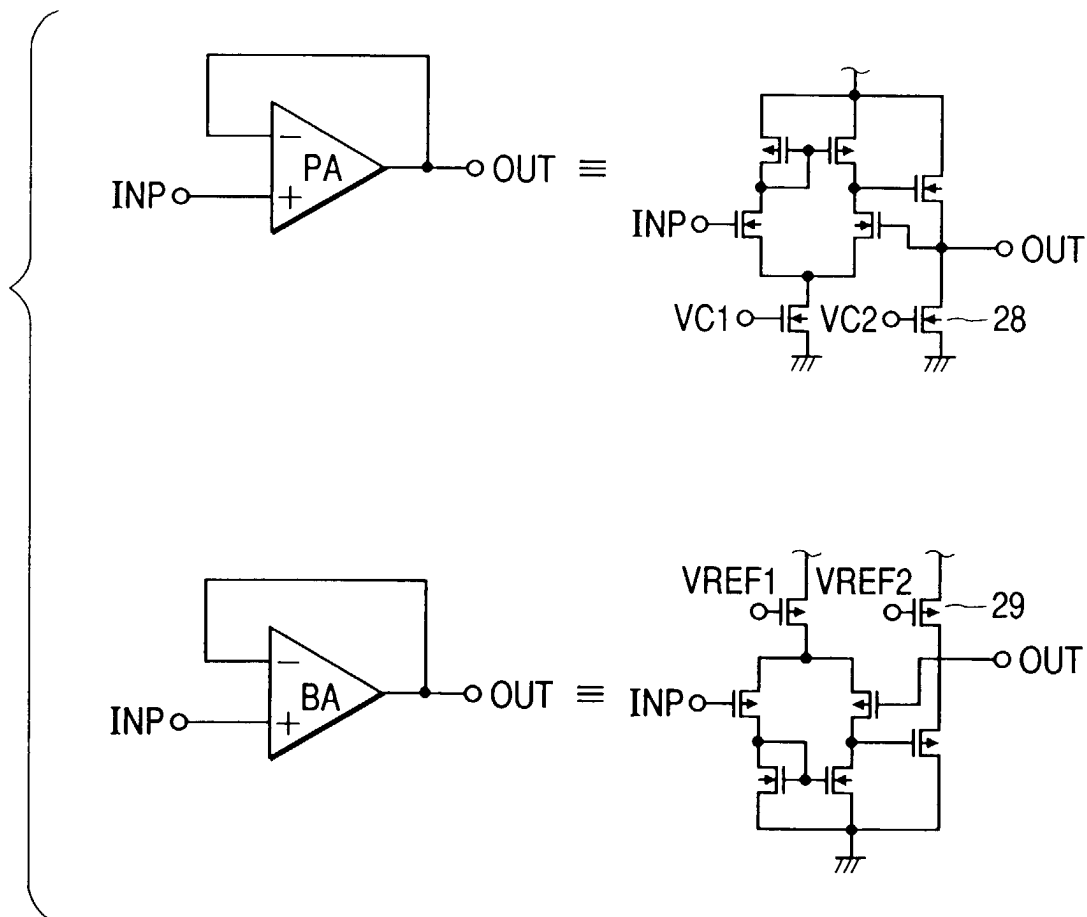 PA
INP
−
+
OUT
≡
INP
OUT
VC1
VC2
28
BA
INP
−
+
OUT
≡
VREF1
VREF2
29
INP
OUT